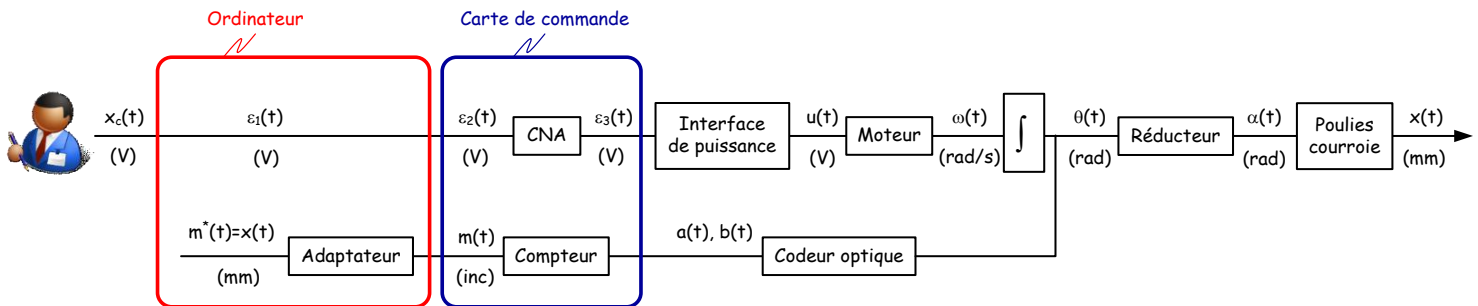 Ordinateur
Carte de commande
x_c(t)
(V)
ε₁(t)
(V)
ε₂(t)
(V)
CNA
ε₃(t)
(V)
Interface
de puissance
u(t)
(V)
Moteur
ω(t)
(rad/s)
∫
θ(t)
(rad)
Réducteur
α(t)
(rad)
Poulies
courroie
x(t)
(mm)
m*(t)=x(t)
(mm)
Adaptateur
m(t)
(inc)
Compteur
a(t), b(t)
Codeur optique